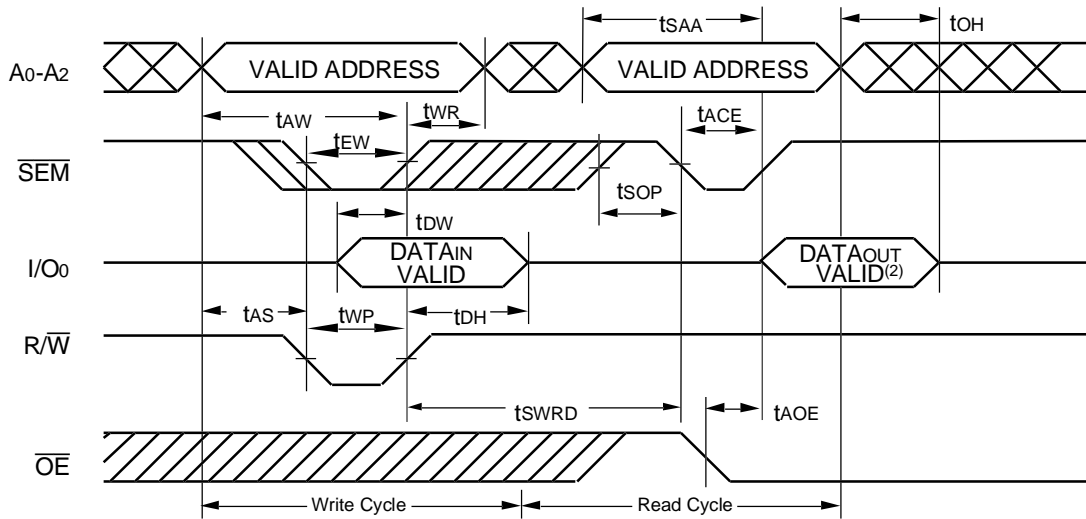 tSAA
tOH
A0-A2
VALID ADDRESS
VALID ADDRESS
tAW
tWR
tACE
tEW
SEM
tSOP
tDW
I/O0
DATAIN
VALID
DATAOUT
VALID(2)
tAS
tWP
tDH
R/W
tSWRD
tAOE
OE
Write Cycle
Read Cycle